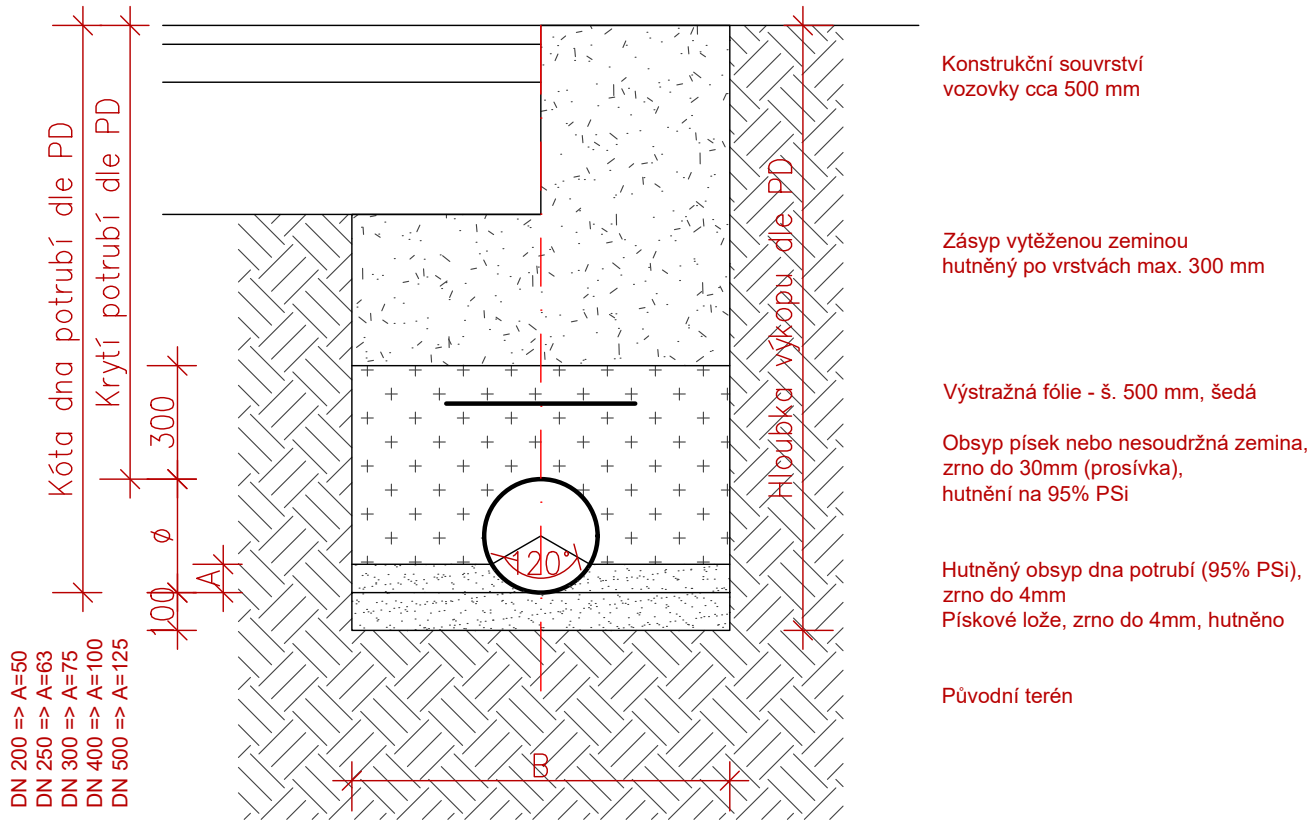 Kóta dna potrubí dle PD
Krytí potrubí dle PD
300
ø
A
100
DN 200 => A=50
DN 250 => A=63
DN 300 => A=75
DN 400 => A=100
DN 500 => A=125
120°
B
Hloubka výkopu dle PD
Konstrukční souvrství
vozovky cca 500 mm
Zásyp vytěženou zeminou
hutněný po vrstvách max. 300 mm
Výstražná fólie - š. 500 mm, šedá
Obsyp písek nebo nesoudržná zemina,
zrno do 30mm (prosívka),
hutnění na 95% PSi
Hutněný obsyp dna potrubí (95% PSi),
zrno do 4mm
Pískové lože, zrno do 4mm, hutněno
Původní terén